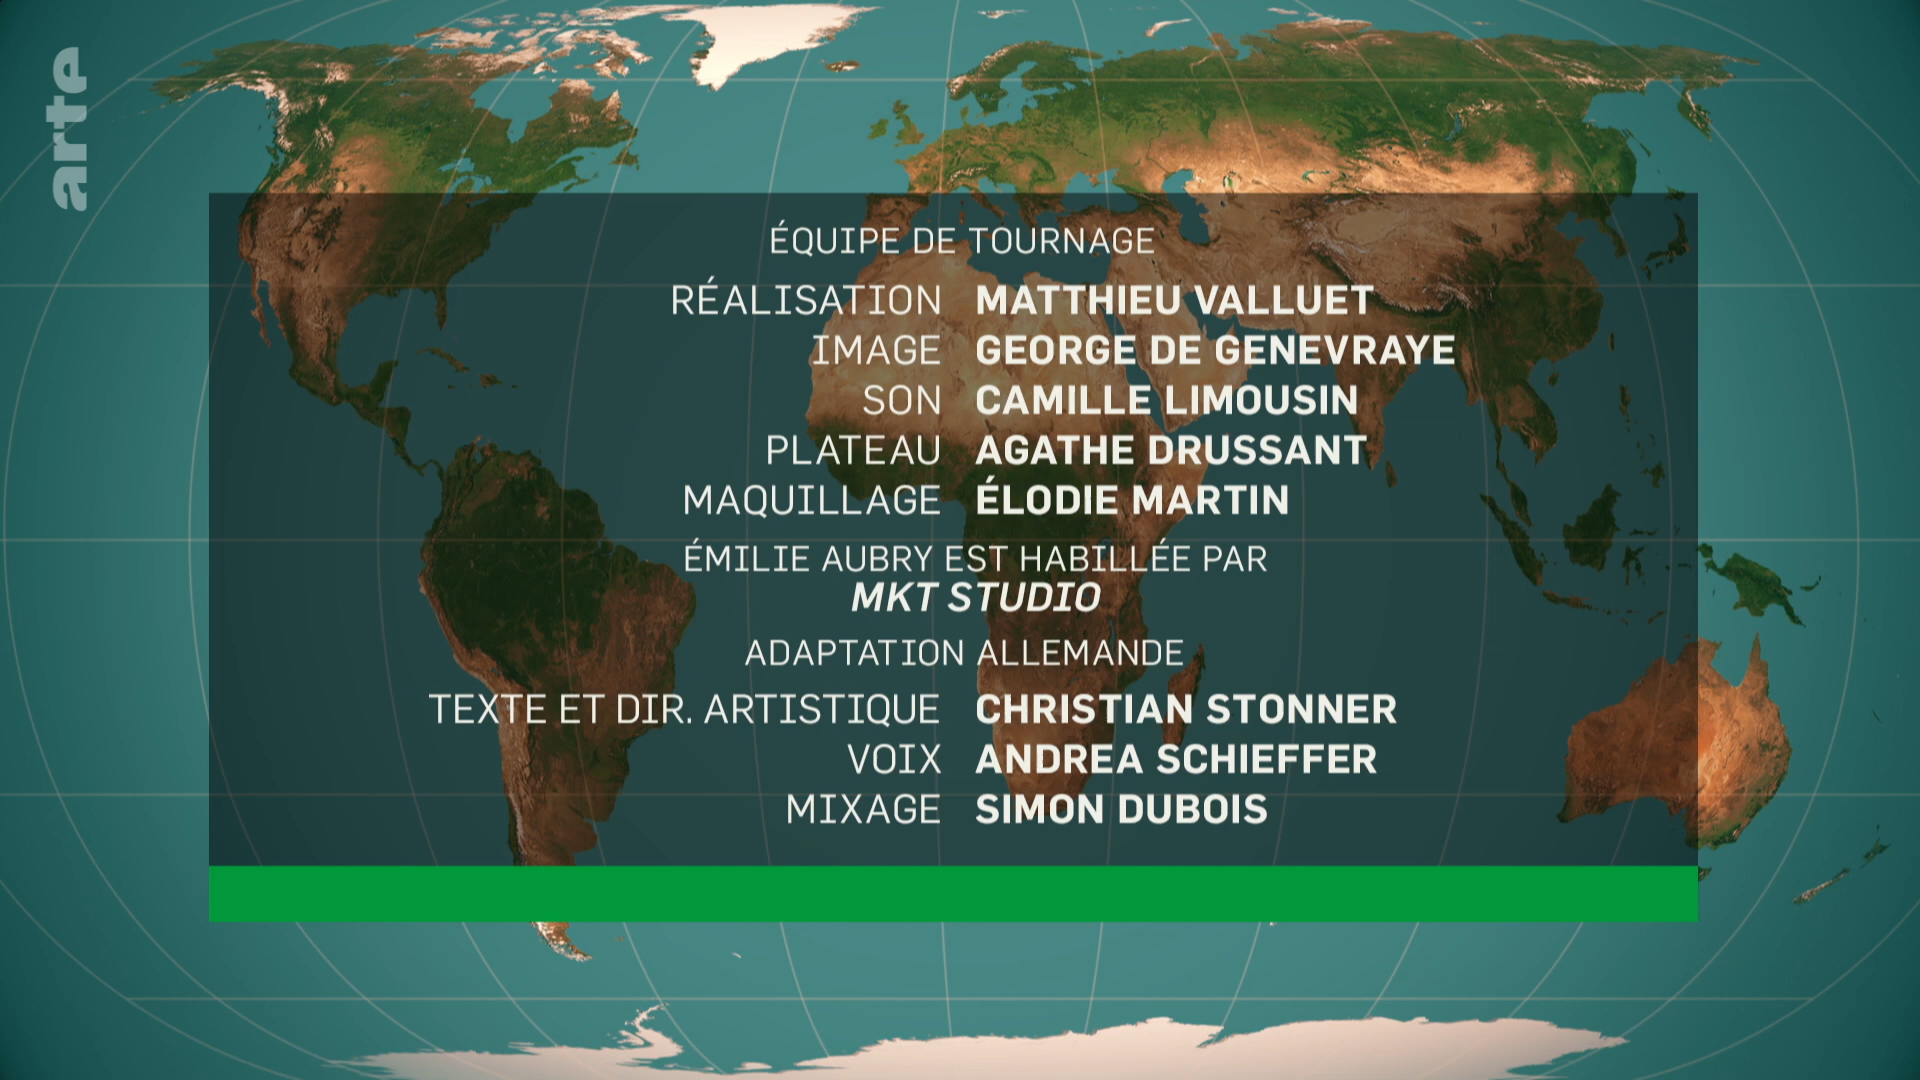 arte
ÉQUIPE DE TOURNAGE
RÉALISATION MATTHIEU VALLUET
IMAGE GEORGE DE GENEVRAYE
SON CAMILLE LIMOUSIN
PLATEAU AGATHE DRUSSANT
MAQUILLAGE ÉLODIE MARTIN
ÉMILIE AUBRY EST HABILLÉE PAR
MKT STUDIO
ADAPTATION ALLEMANDE
TEXTE ET DIR. ARTISTIQUE CHRISTIAN STONNER
VOIX ANDREA SCHIEFFER
MIXAGE SIMON DUBOIS